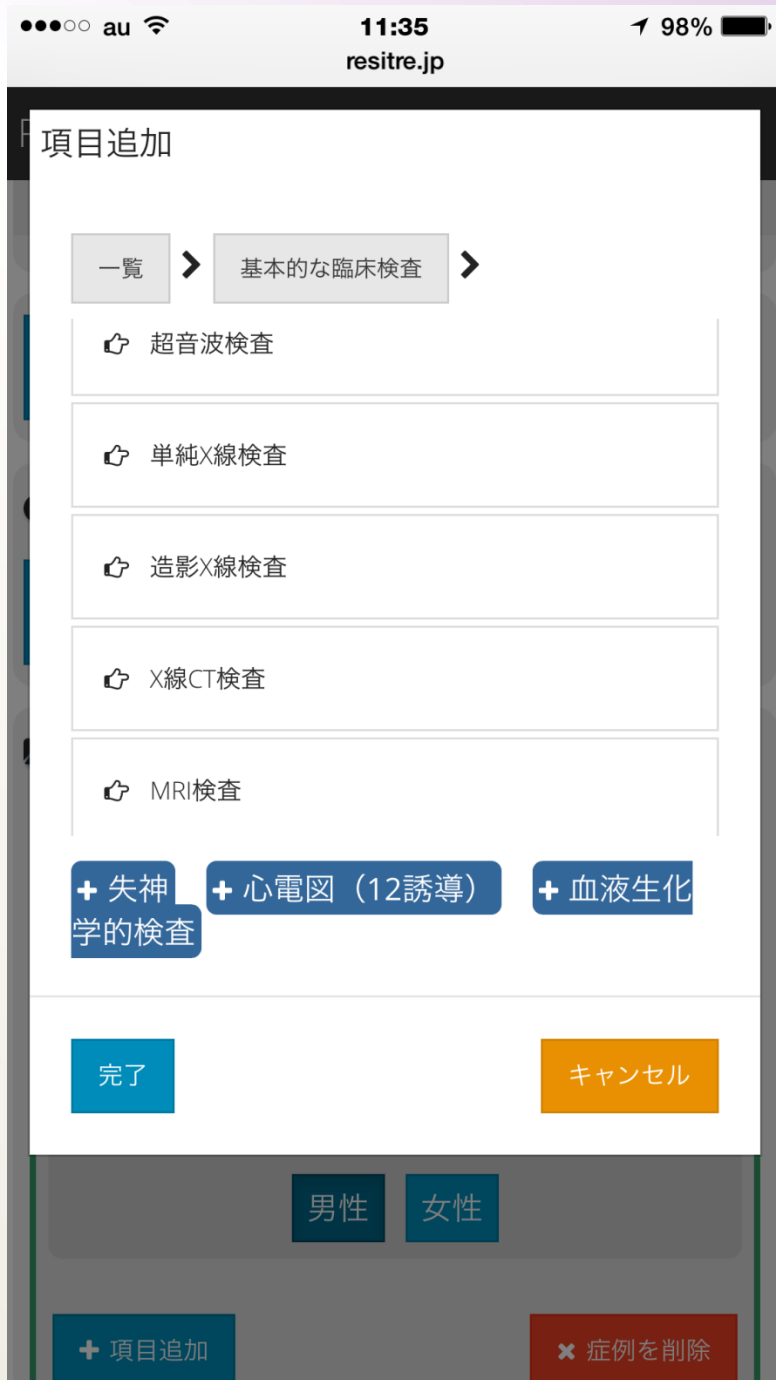 au 11:35 98%
resitre.jp
項目追加
一覧 基本的な臨床検査
超音波検査
単純X線検査
造影X線検査
X線CT検査
MRI検査
+ 失神 + 心電図（12誘導） + 血液生化
学的検査
完了 キャンセル
男性 女性
+ 項目追加 × 症例を削除